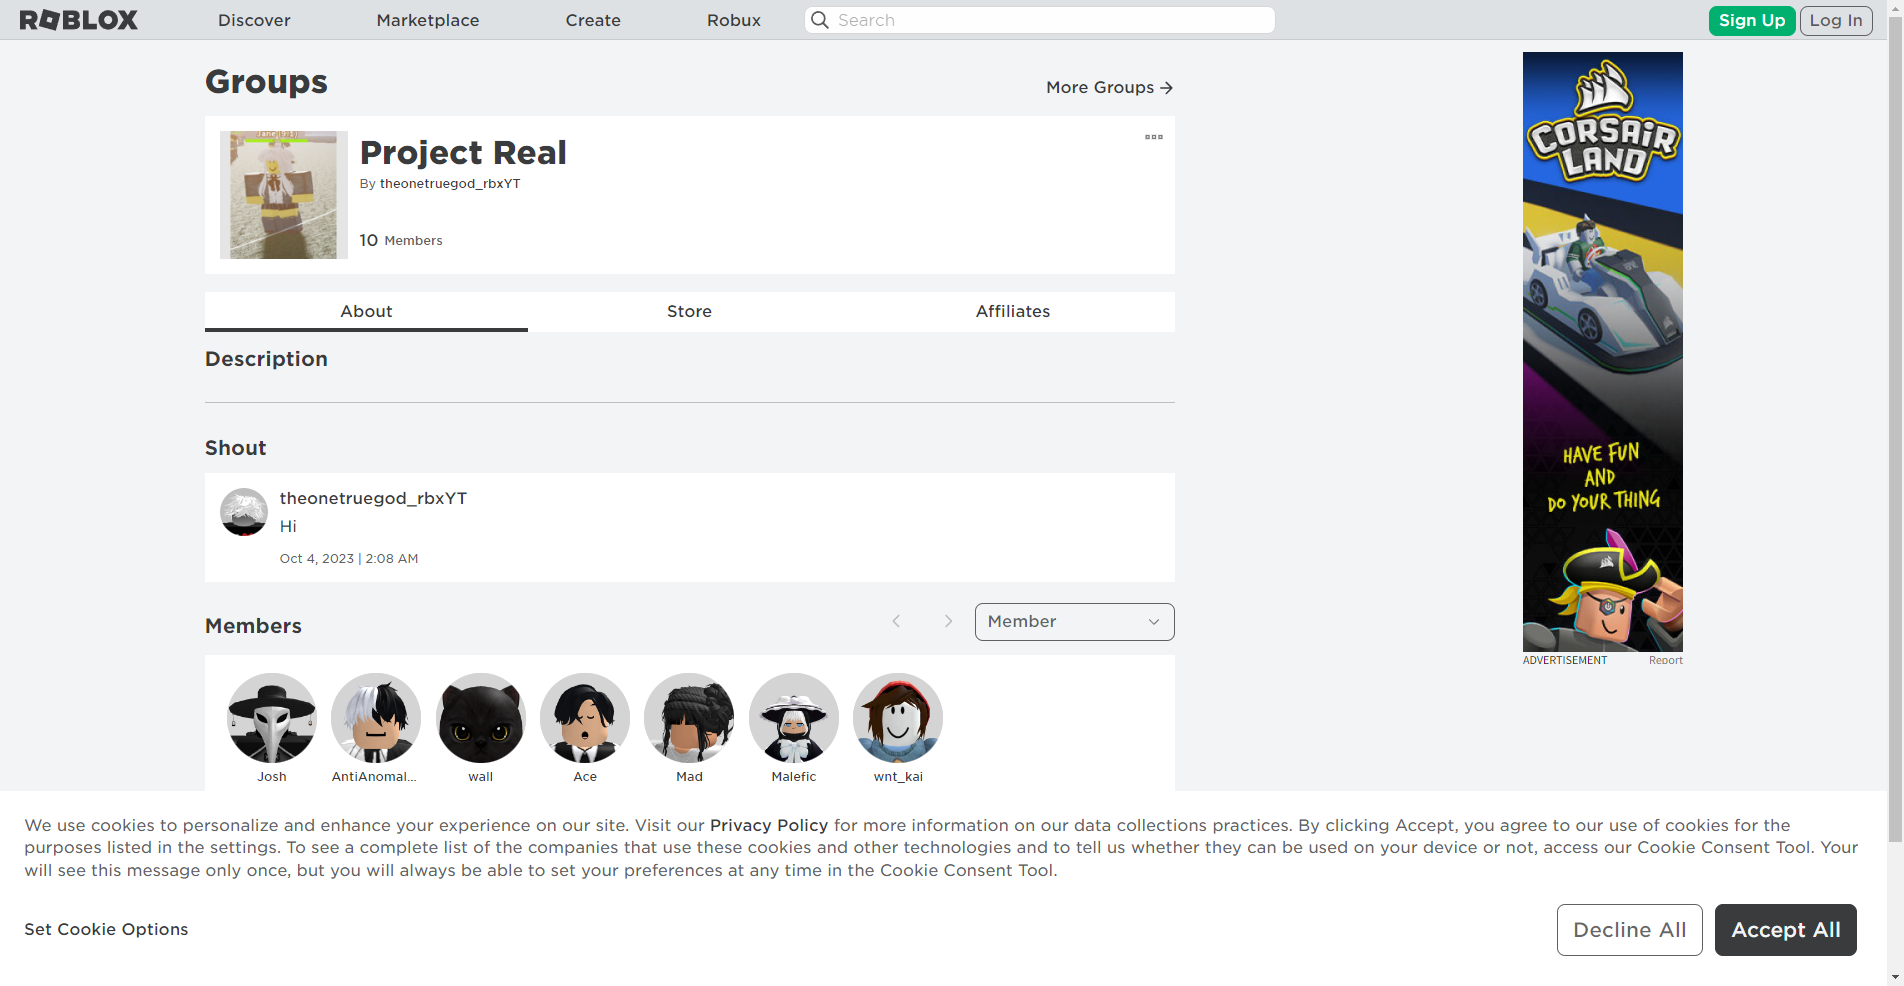 ROBLOX
Discover
Marketplace
Create
Robux
Search
Sign Up
Log In
Groups
More Groups
Project Real
By theonetruegod_rbxYT
10 Members
About
Store
Affiliates
Description
Shout
theonetruegod_rbxYT
Hi
Oct 4, 2023 | 2:08 AM
Members
Member
Josh
AntiAnomal...
wall
Ace
Mad
Malefic
wnt_kai
CORSAIR
LAND
HAVE FUN
AND
DO YOUR THING
ADVERTISEMENT
Report
We use cookies to personalize and enhance your experience on our site. Visit our Privacy Policy for more information on our data collections practices. By clicking Accept, you agree to our use of cookies for the
purposes listed in the settings. To see a complete list of the companies that use these cookies and other technologies and to tell us whether they can be used on your device or not, access our Cookie Consent Tool. Your
will see this message only once, but you will always be able to set your preferences at any time in the Cookie Consent Tool.
Set Cookie Options
Decline All
Accept All